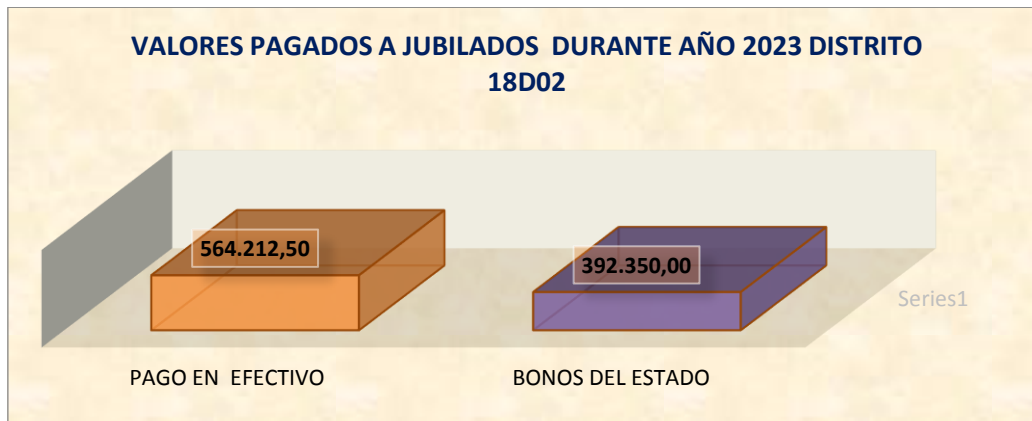 VALORES PAGADOS A JUBILADOS DURANTE AÑO 2023 DISTRITO
18D02
564.212,50
392.350,00
Series1
PAGO EN EFECTIVO
BONOS DEL ESTADO